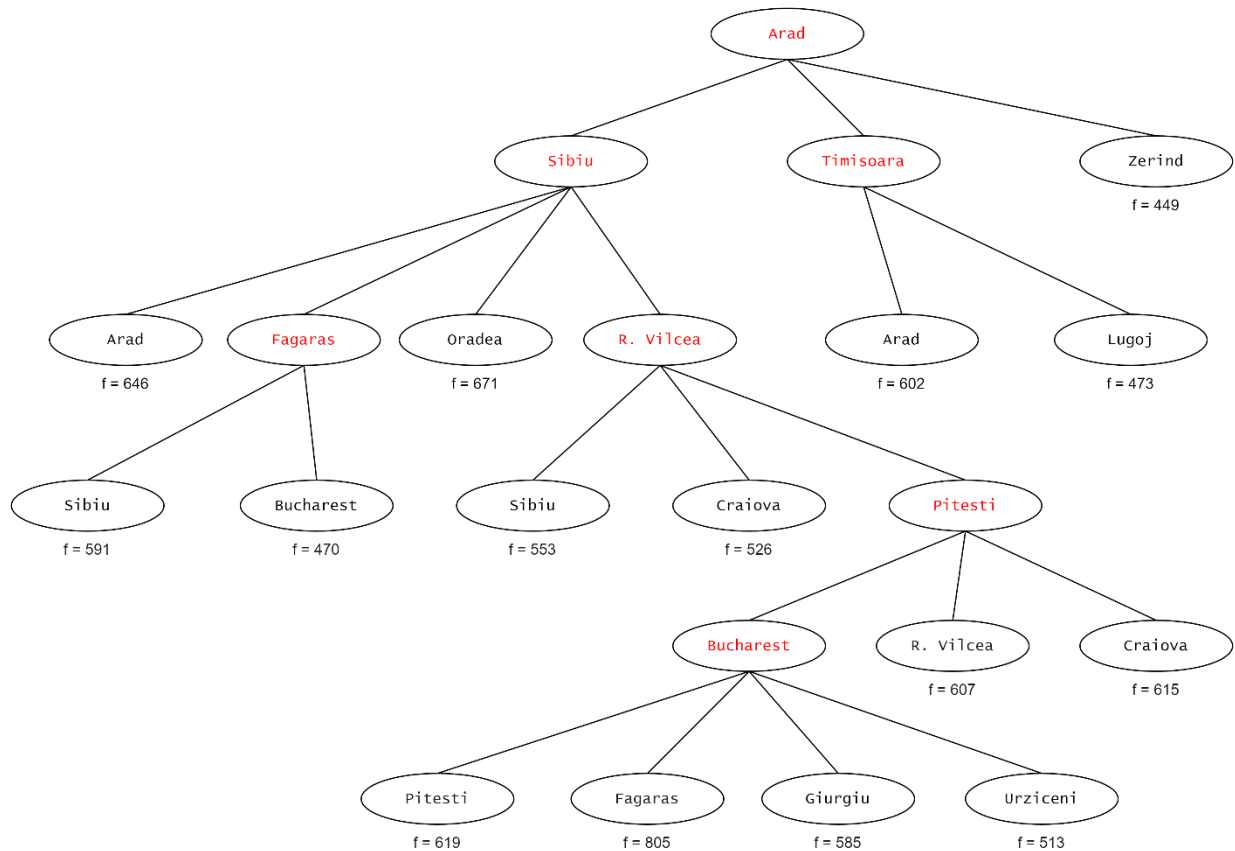 Arad
Sibiu
Timisoara
Zerind
f = 449
Arad
Fagaras
Oradea
R. Vilcea
Arad
Lugoj
f = 646
f = 671
f = 602
f = 473
Sibiu
Bucharest
Sibiu
Craiova
Pitesti
f = 591
f = 470
f = 553
f = 526
Bucharest
R. Vilcea
Craiova
f = 607
f = 615
Pitesti
Fagaras
Giurgiu
Urziceni
f = 619
f = 805
f = 585
f = 513